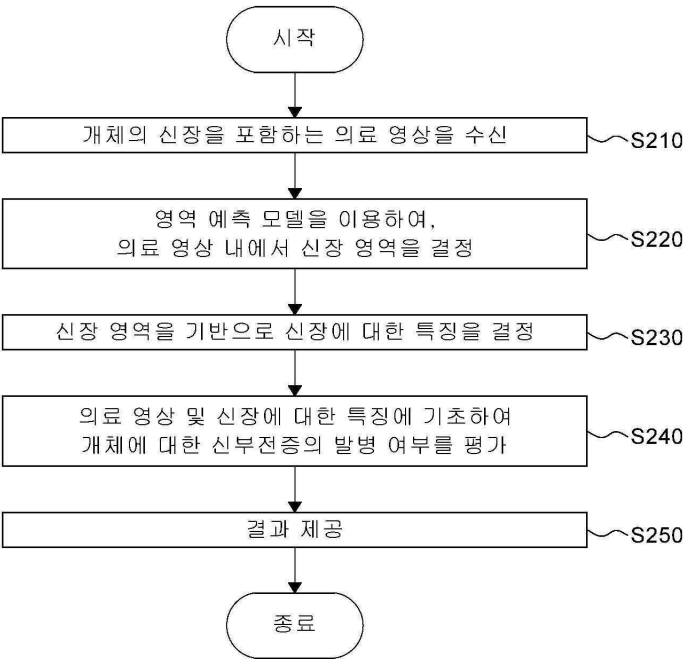 시작
개체의 신장을 포함하는 의료 영상을 수신
S210
영역 예측 모델을 이용하여,
의료 영상 내에서 신장 영역을 결정
S220
신장 영역을 기반으로 신장에 대한 특징을 결정
S230
의료 영상 및 신장에 대한 특징에 기초하여
개체에 대한 신부전증의 발병 여부를 평가
S240
결과 제공
S250
종료